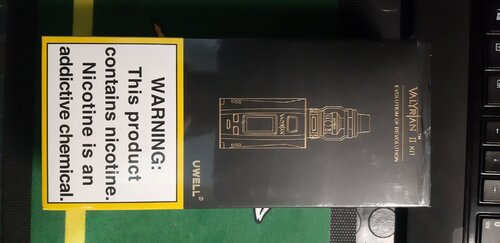 VALYRIAN II KIT
EVOLUTION OF REVOLUTION
UWELL
WARNING:
This product
contains nicotine.
Nicotine is an
addictive chemical.